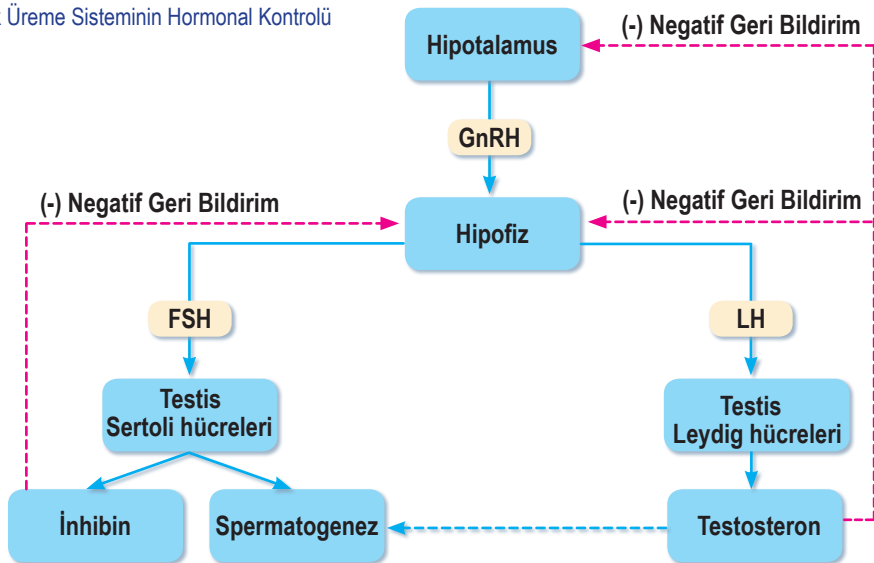 Üreme Sisteminin Hormonal Kontrolü
(-) Negatif Geri Bildirim
Hipotalamus
GnRH
(-) Negatif Geri Bildirim
(-) Negatif Geri Bildirim
Hipofiz
FSH
LH
Testis
Sertoli hücreleri
Testis
Leydig hücreleri
İnhibin
Spermatogenez
Testosteron